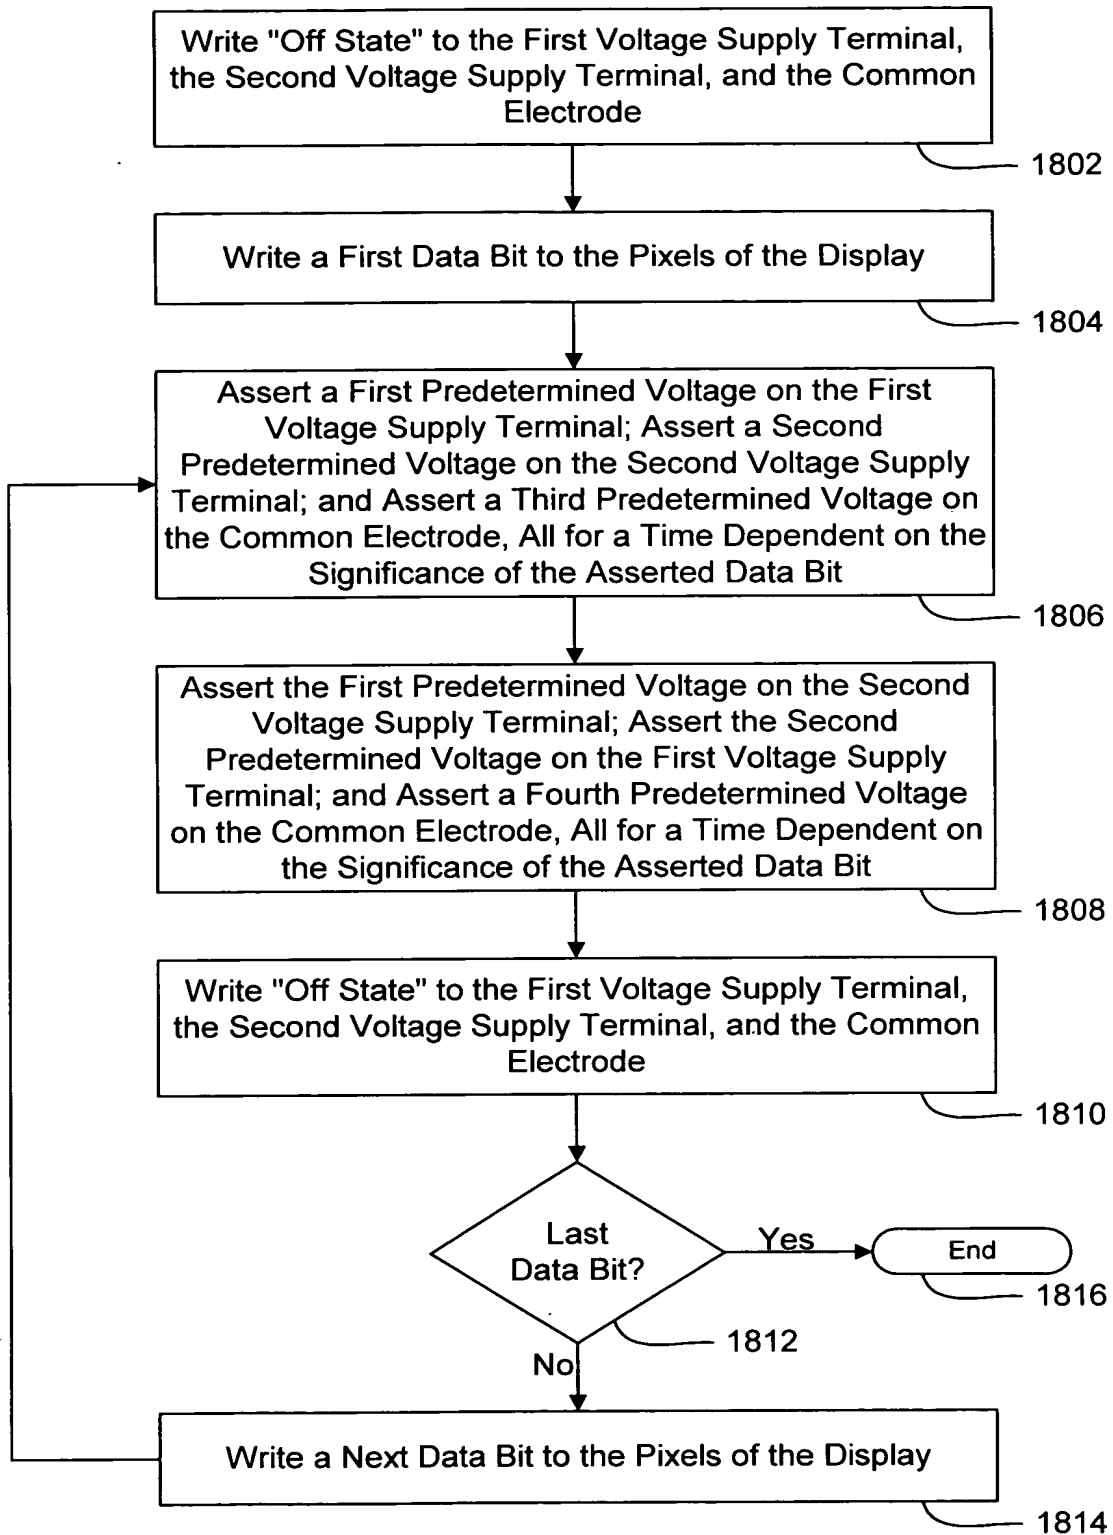 Write "Off State" to the First Voltage Supply Terminal,
the Second Voltage Supply Terminal, and the Common
Electrode
1802
Write a First Data Bit to the Pixels of the Display
1804
Assert a First Predetermined Voltage on the First
Voltage Supply Terminal; Assert a Second
Predetermined Voltage on the Second Voltage Supply
Terminal; and Assert a Third Predetermined Voltage on
the Common Electrode, All for a Time Dependent on the
Significance of the Asserted Data Bit
1806
Assert the First Predetermined Voltage on the Second
Voltage Supply Terminal; Assert the Second
Predetermined Voltage on the First Voltage Supply
Terminal; and Assert a Fourth Predetermined Voltage
on the Common Electrode, All for a Time Dependent on
the Significance of the Asserted Data Bit
1808
Write "Off State" to the First Voltage Supply Terminal,
the Second Voltage Supply Terminal, and the Common
Electrode
1810
Last
Data Bit?
Yes
End
1816
1812
No
Write a Next Data Bit to the Pixels of the Display
1814